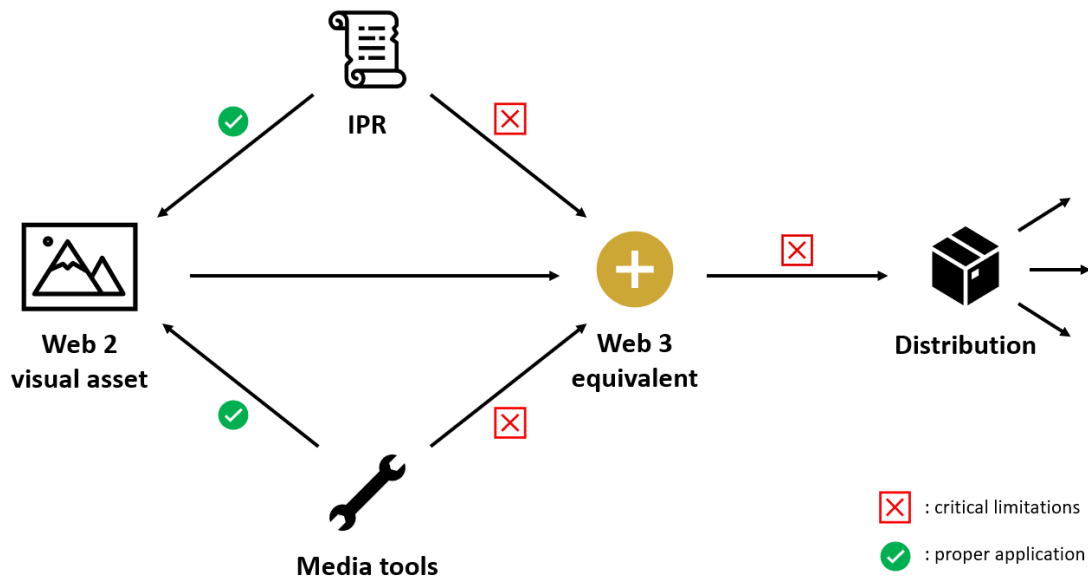 IPR
Web 2
visual asset
Web 3
equivalent
Distribution
Media tools
: critical limitations
: proper application